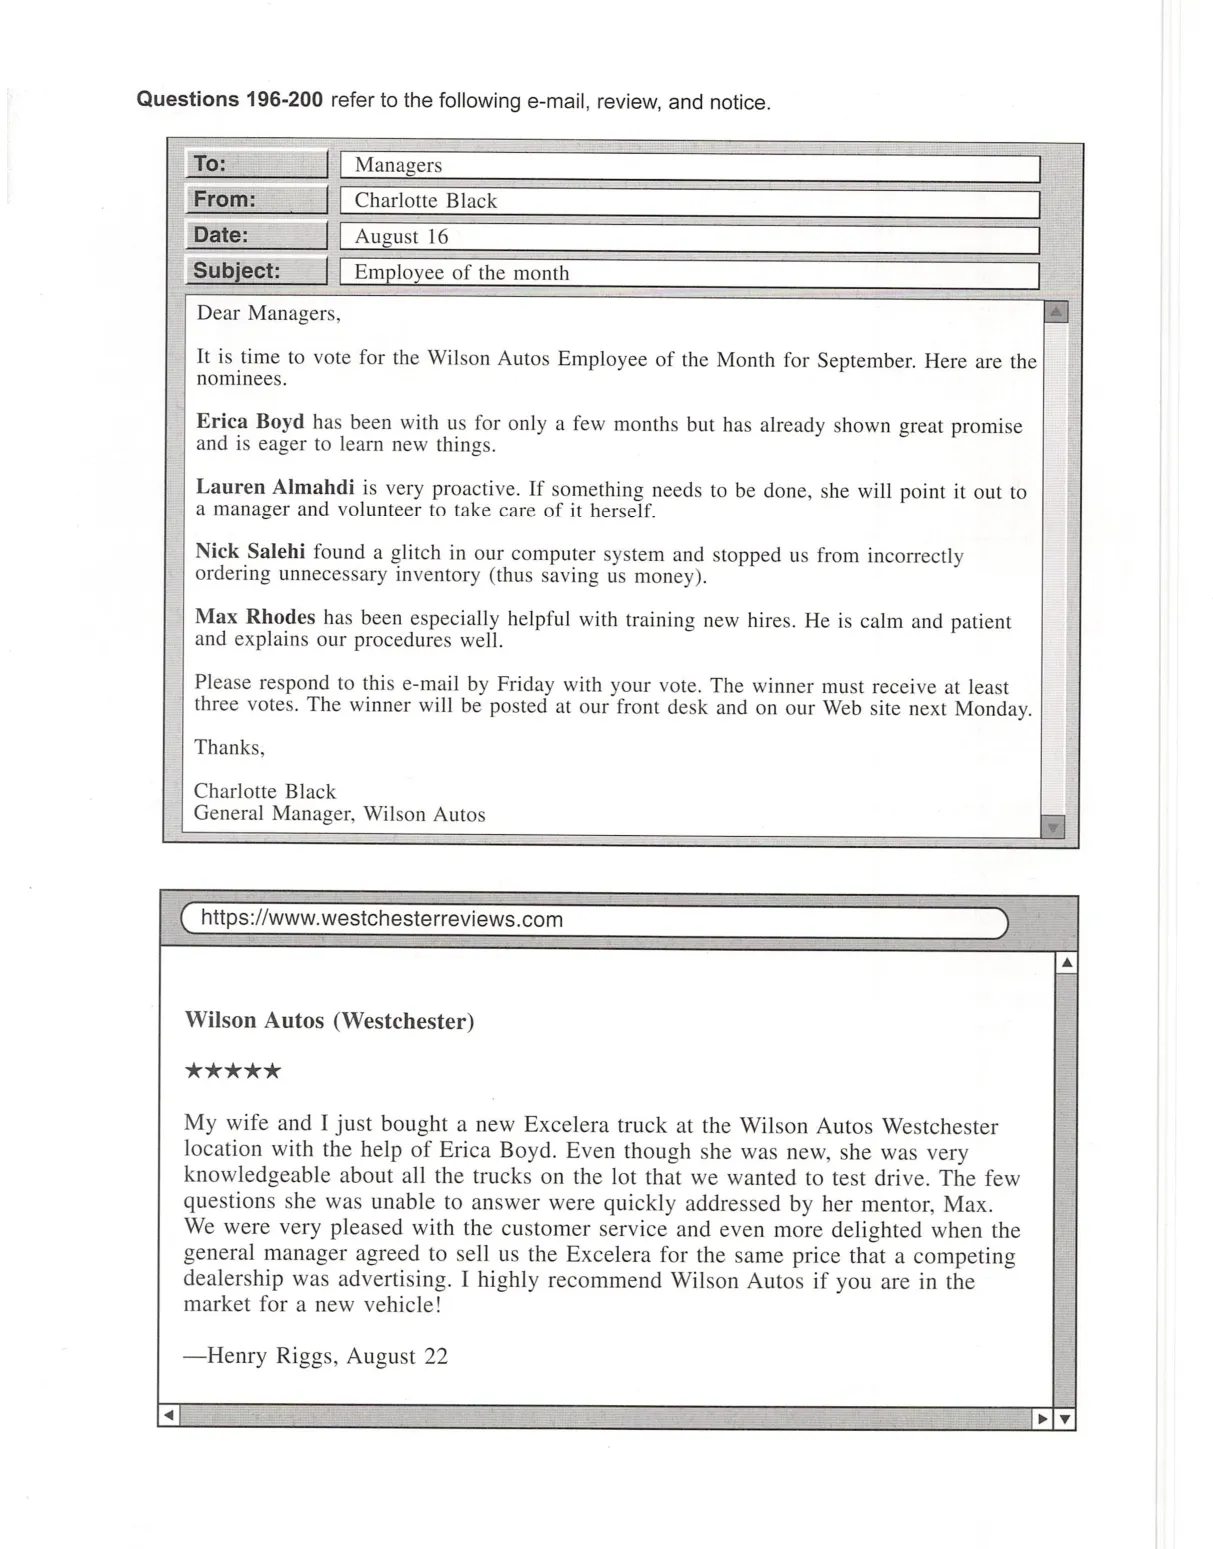 Questions 196-200 refer to the following e-mail, review, and notice.
To: Managers
From: Charlotte Black
Date: August 16
Subject: Employee of the month
Dear Managers,
It is time to vote for the Wilson Autos Employee of the Month for September. Here are the
nominees.
Erica Boyd has been with us for only a few months but has already shown great promise
and is eager to learn new things.
Lauren Almahdi is very proactive. If something needs to be done, she will point it out to
a manager and volunteer to take care of it herself.
Nick Salehi found a glitch in our computer system and stopped us from incorrectly
ordering unnecessary inventory (thus saving us money).
Max Rhodes has been especially helpful with training new hires. He is calm and patient
and explains our procedures well.
Please respond to this e-mail by Friday with your vote. The winner must receive at least
three votes. The winner will be posted at our front desk and on our Web site next Monday.
Thanks,
Charlotte Black
General Manager, Wilson Autos
https://www.westchesterreviews.com
Wilson Autos (Westchester)
★★★★★
My wife and I just bought a new Excelera truck at the Wilson Autos Westchester
location with the help of Erica Boyd. Even though she was new, she was very
knowledgeable about all the trucks on the lot that we wanted to test drive. The few
questions she was unable to answer were quickly addressed by her mentor, Max.
We were very pleased with the customer service and even more delighted when the
general manager agreed to sell us the Excelera for the same price that a competing
dealership was advertising. I highly recommend Wilson Autos if you are in the
market for a new vehicle!
—Henry Riggs, August 22